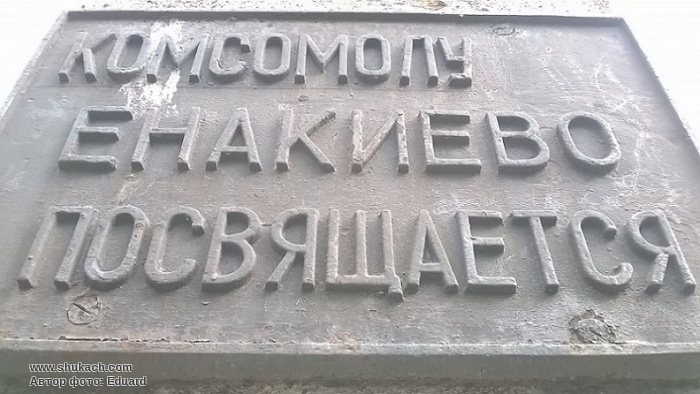 КОМСОМОЛУ
ЕНАКИЕВО
ПОСВЯЩАЕТСЯ
www.shukach.com
Автор фото: Eduard